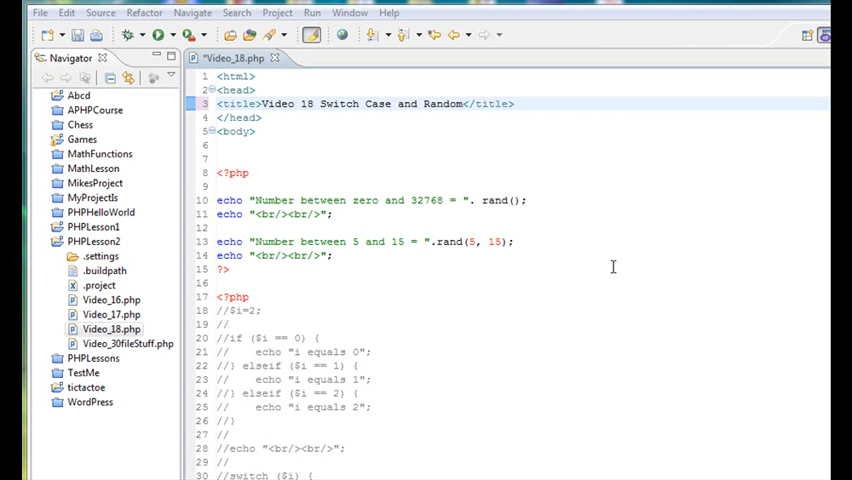 File Edit Source Refactor Navigate Search Project Run Window Help
Navigator
*Video_18.php
Abcd
APHPCourse
Chess
Games
MathFunctions
MathLesson
MikesProject
MyProjectIs
PHPHelloWorld
PHPLesson1
PHPLesson2
.settings
.buildpath
.project
Video_16.php
Video_17.php
Video_18.php
Video_30fileStuff.php
PHPLessons
TestMe
tictactoe
WordPress
1 <html>
2 <head>
3 <title>Video 18 Switch Case and Random</title>
4 </head>
5 <body>
6
7
8 <?php
9
10 echo "Number between zero and 32768 = ". rand();
11 echo "<br/><br/>";
12
13 echo "Number between 5 and 15 = ".rand(5, 15);
14 echo "<br/><br/>";
15 ?>
16
17 <?php
18 //$i=2;
19 //
20 //if ($i == 0) {
21 //    echo "i equals 0";
22 //} elseif ($i == 1) {
23 //    echo "i equals 1";
24 //} elseif ($i == 2) {
25 //    echo "i equals 2";
26 //}
27 //
28 //echo "<br/><br/>";
29 //
30 //switch ($i) {